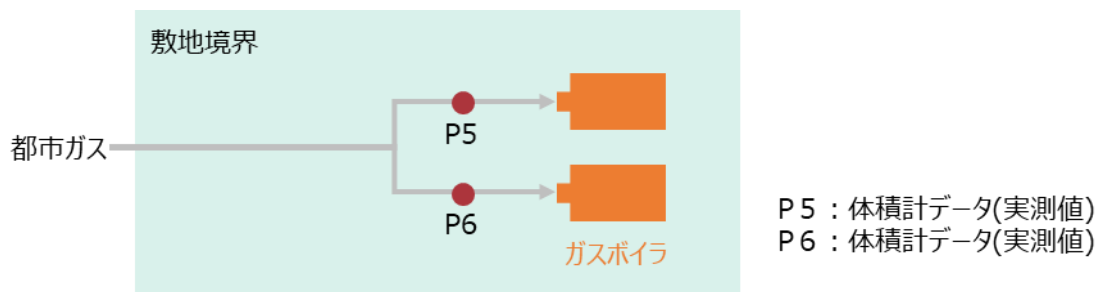 敷地境界
都市ガス
P5
P6
ガスボイラ
P５：体積計データ(実測値)
P６：体積計データ(実測値)